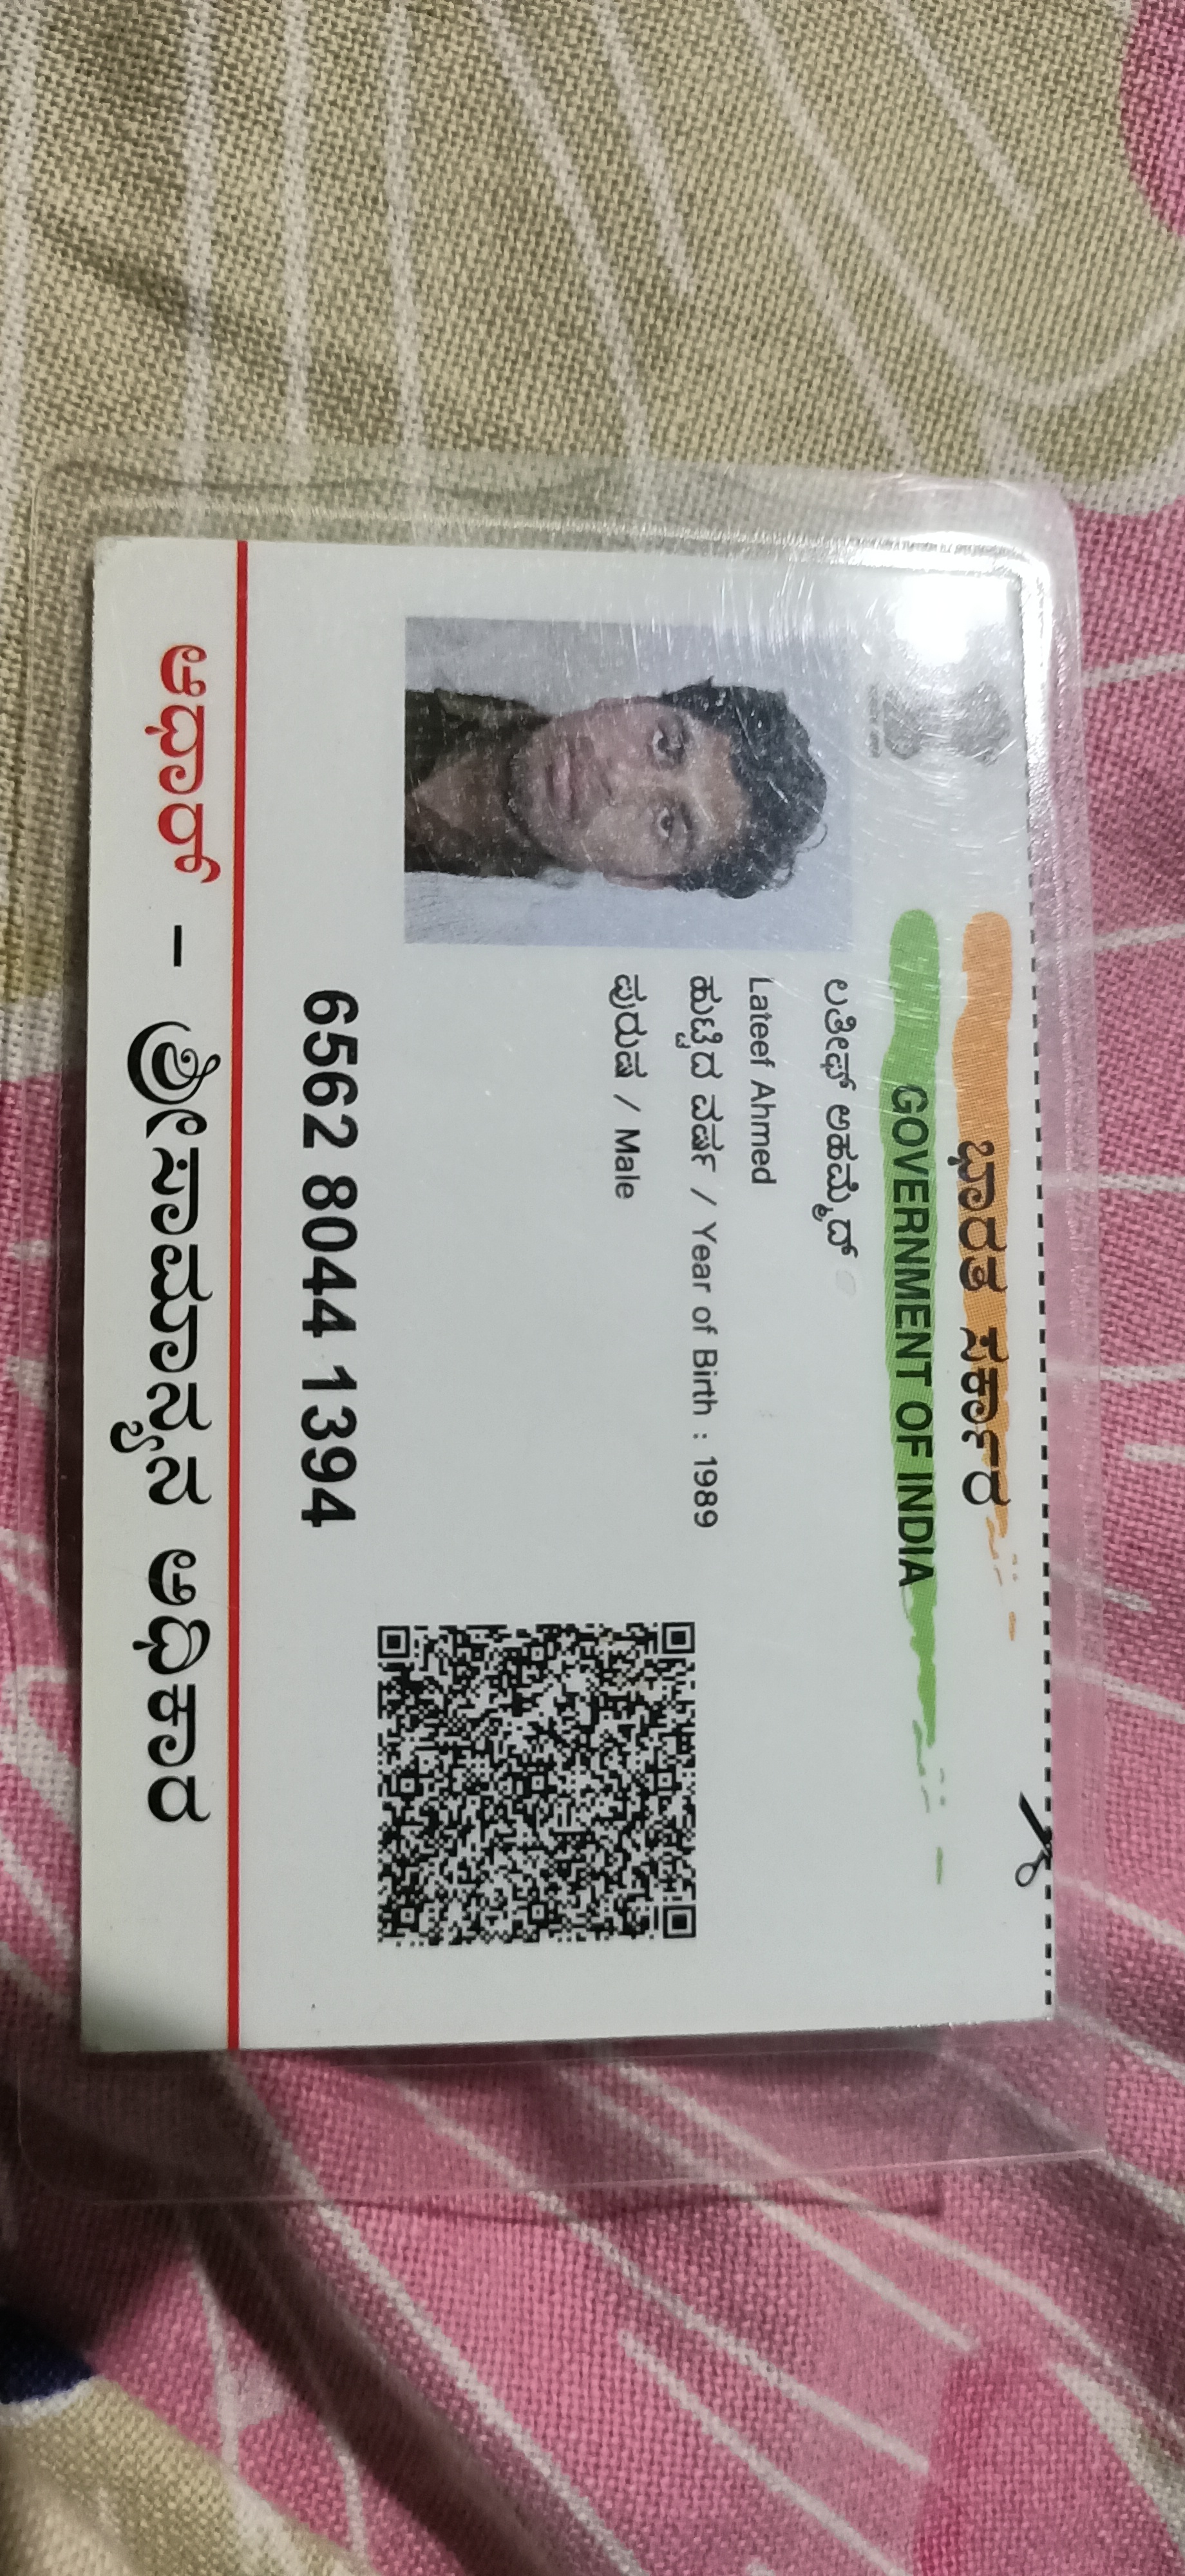 ಭಾರತ ಸರ್ಕಾರ
GOVERNMENT OF INDIA
ಲತೀಫ್ ಅಹಮ್ಮೆದ್
Lateef Ahmed
ಹುಟ್ಟಿದ ವರ್ಷ / Year of Birth : 1989
ಪುರುಷ / Male
6562 8044 1394
ಆಧಾರ್ - ಶ್ರೀಸಾಮಾನ್ಯನ ಅಧಿಕಾರ